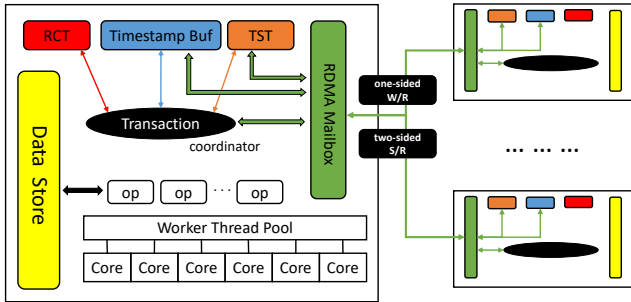 RCT
Timestamp Buf
TST
RDMA Mailbox
one-sided
W/R
Transaction
coordinator
two-sided
S/R
Data Store
... ...
op
op
...
op
Worker Thread Pool
Core
Core
Core
Core
Core
Core